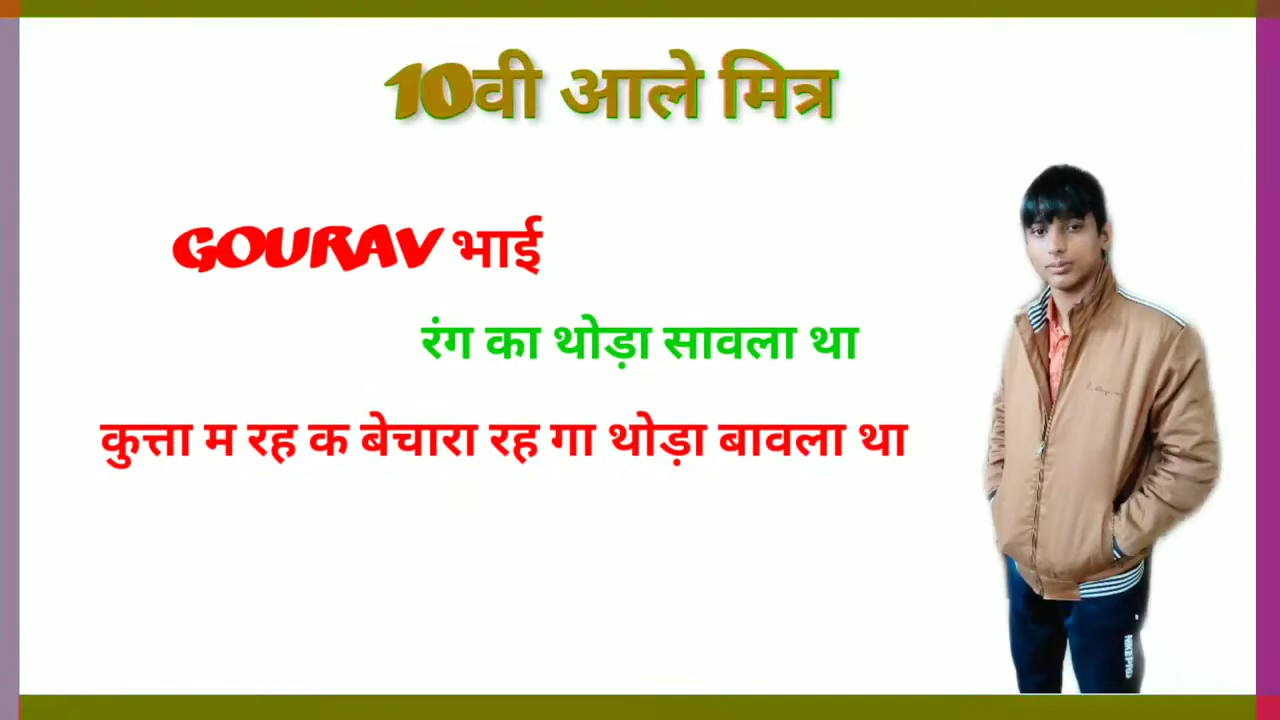 10वी आले मित्र
GOURAV भाई
रंग का थोड़ा सावला था
कुत्ता म रह क बेचारा रह गा थोड़ा बावला था